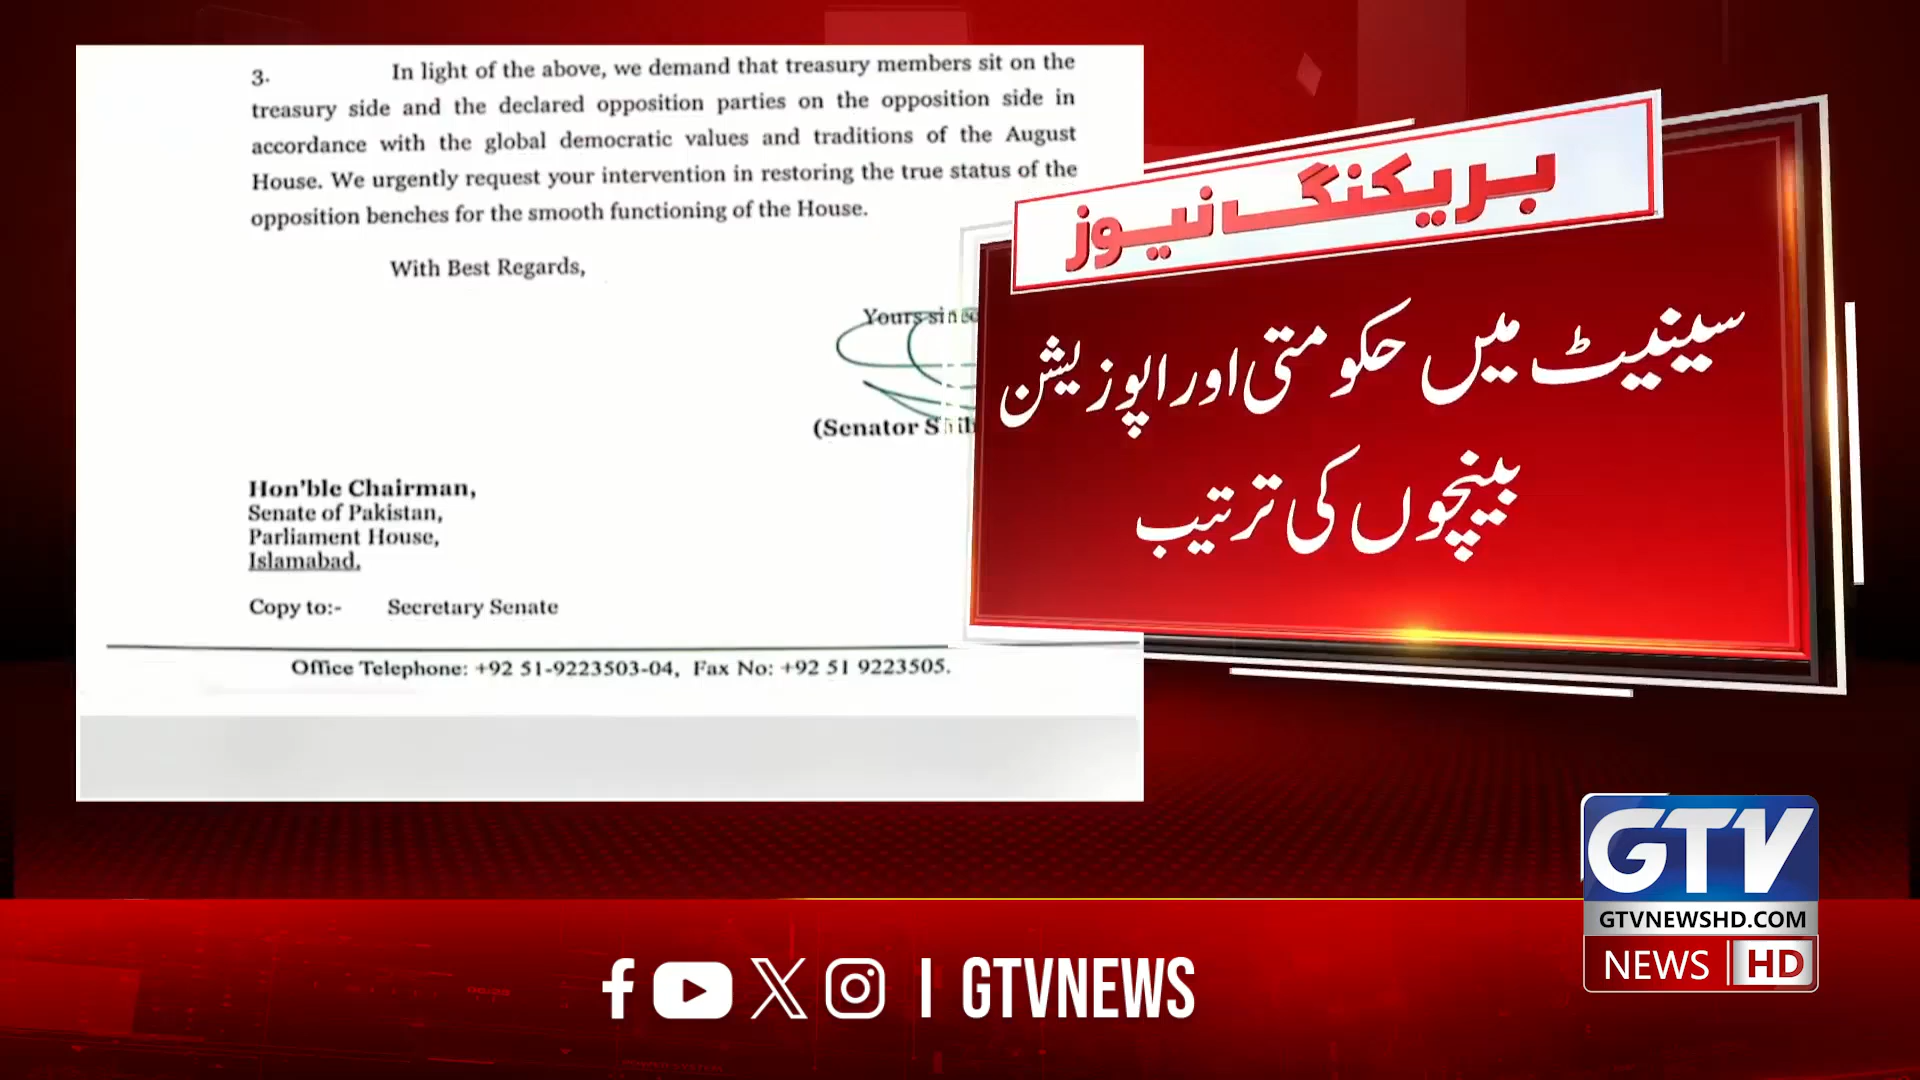 3. In light of the above, we demand that treasury members sit on the
treasury side and the declared opposition parties on the opposition side in
accordance with the global democratic values and traditions of the August
House. We urgently request your intervention in restoring the true status of the
opposition benches for the smooth functioning of the House.
With Best Regards,
Yours
(Senator
Hon'ble Chairman,
Senate of Pakistan,
Parliament House,
Islamabad.
Copy to:- Secretary Senate
Office Telephone: +92 51-9223503-04, Fax No: +92 51 9223505.
بریکنگ نیوز
سینیٹ میں حکومتی اور اپوزیشن
بینچوں کی ترتیب
GTV
GTVNEWSHD.COM
NEWS HD
GTVNEWS